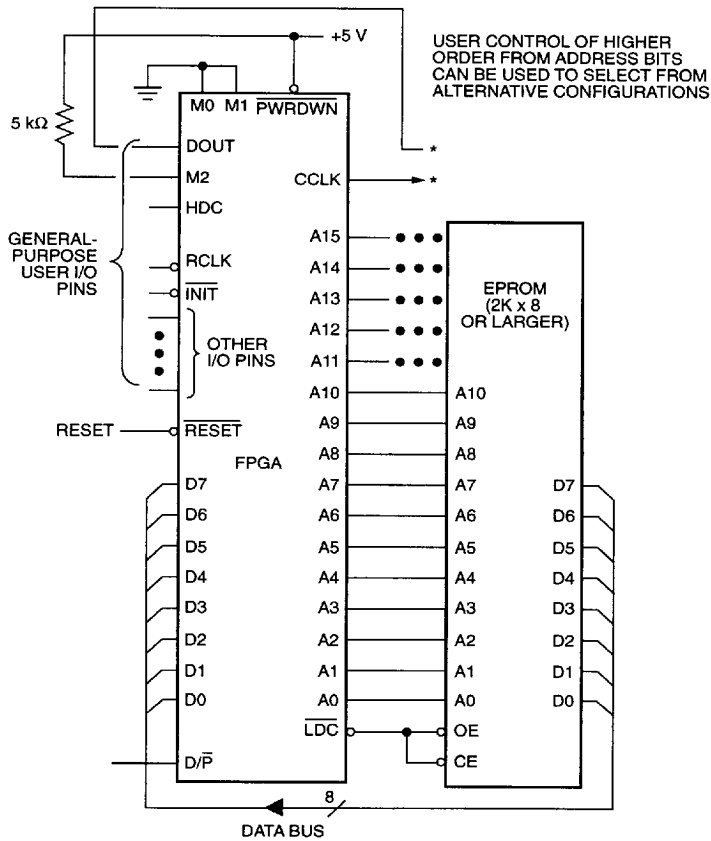 +5 V
USER CONTROL OF HIGHER
ORDER FROM ADDRESS BITS
CAN BE USED TO SELECT FROM
ALTERNATIVE CONFIGURATIONS
M0 M1 PWRDWN
5 kΩ
DOUT
*
M2
CCLK
*
HDC
GENERAL-
PURPOSE
USER I/O
PINS
RCLK
INIT
OTHER
I/O PINS
A15
A14
A13
A12
A11
EPROM
(2K x 8
OR LARGER)
A10 A10
RESET RESET
A9 A9
A8 A8
FPGA
D7 A7 A7 D7
D6 A6 A6 D6
D5 A5 A5 D5
D4 A4 A4 D4
D3 A3 A3 D3
D2 A2 A2 D2
D1 A1 A1 D1
D0 A0 A0 D0
LDC OE
D/P CE
8
DATA BUS